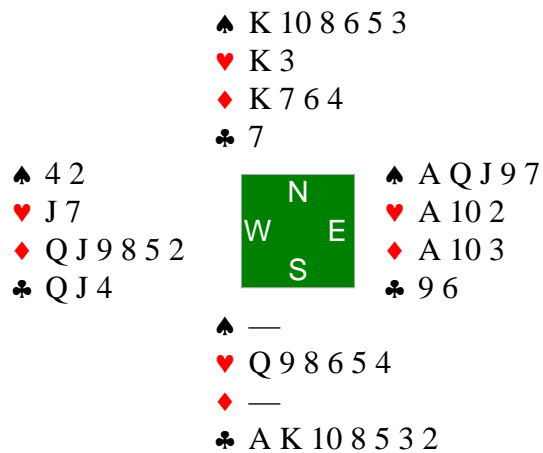 ♠ K 10 8 6 5 3
♥ K 3
♦ K 7 6 4
♣ 7
♠ 4 2
♥ J 7
♦ Q J 9 8 5 2
♣ Q J 4
N
W E
S
♠ A Q J 9 7
♥ A 10 2
♦ A 10 3
♣ 9 6
♠ —
♥ Q 9 8 6 5 4
♦ —
♣ A K 10 8 5 3 2